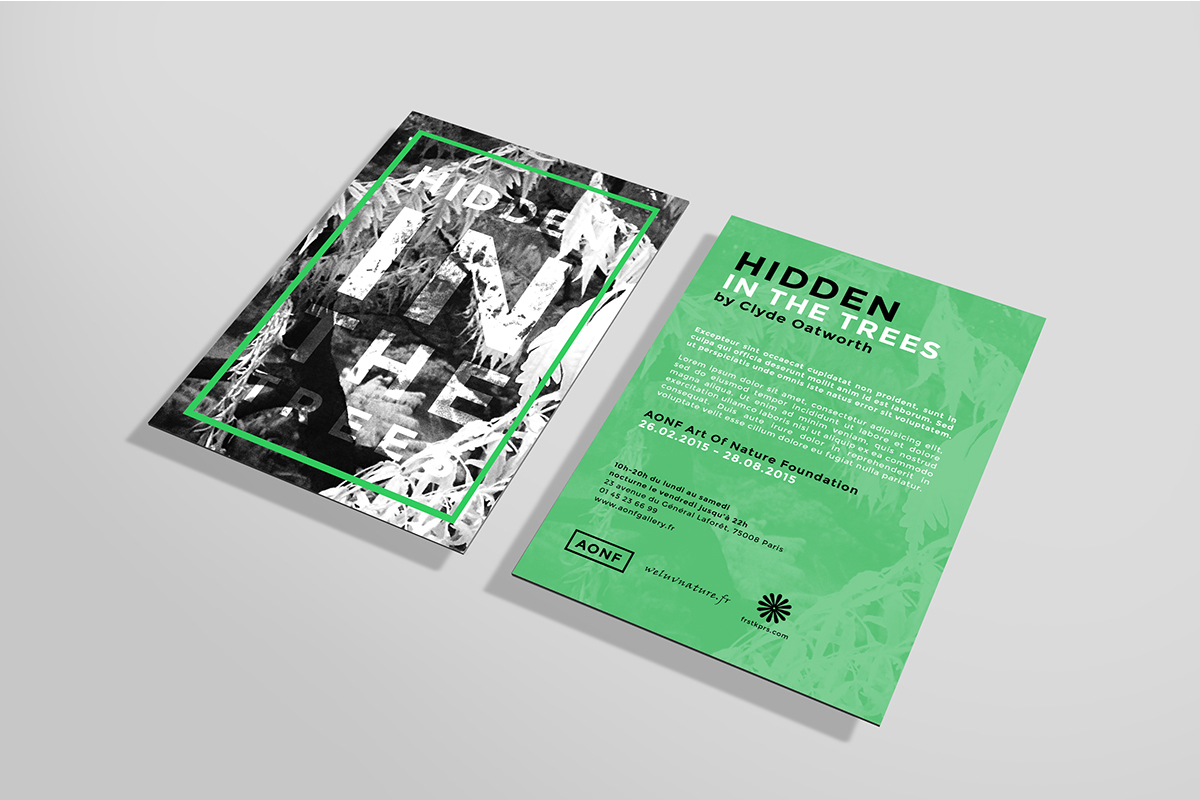 HIDDEN
IN
THE
TREES
HIDDEN
IN THE TREES
by Clyde Oatworth
Excepteur sint occaecat cupidatat non proident, sunt in
culpa qui officia deserunt mollit anim id est laborum. Sed
ut perspiciatis unde omnis iste natus error sit voluptatem.
Lorem ipsum dolor sit amet, consectetur adipisicing elit,
sed do eiusmod tempor incididunt ut labore et dolore
magna aliqua. Ut enim ad minim veniam, quis nostrud
exercitation ullamco laboris nisi ut aliquip ex ea commodo
consequat. Duis aute irure dolor in reprehenderit in
voluptate velit esse cillum dolore eu fugiat nulla pariatur.
AONF Art Of Nature Foundation
26.02.2015 - 28.08.2015
10h-20h du lundi au samedi
nocturne le vendredi jusqu'à 22h
23 avenue du Général Laforêt, 75008 Paris
01 45 23 66 99
www.aonfgallery.fr
AONF
weluvnature.fr
frstkprs.com